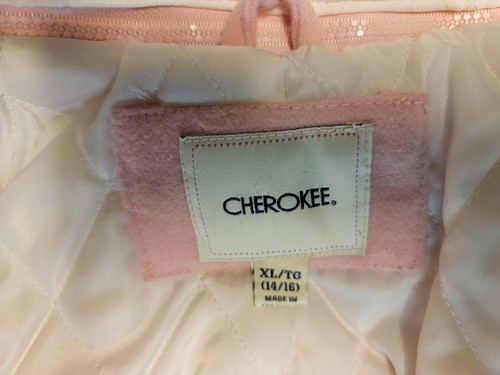 CHEROKEE.
XL/TG
(14/16)
MADE IN